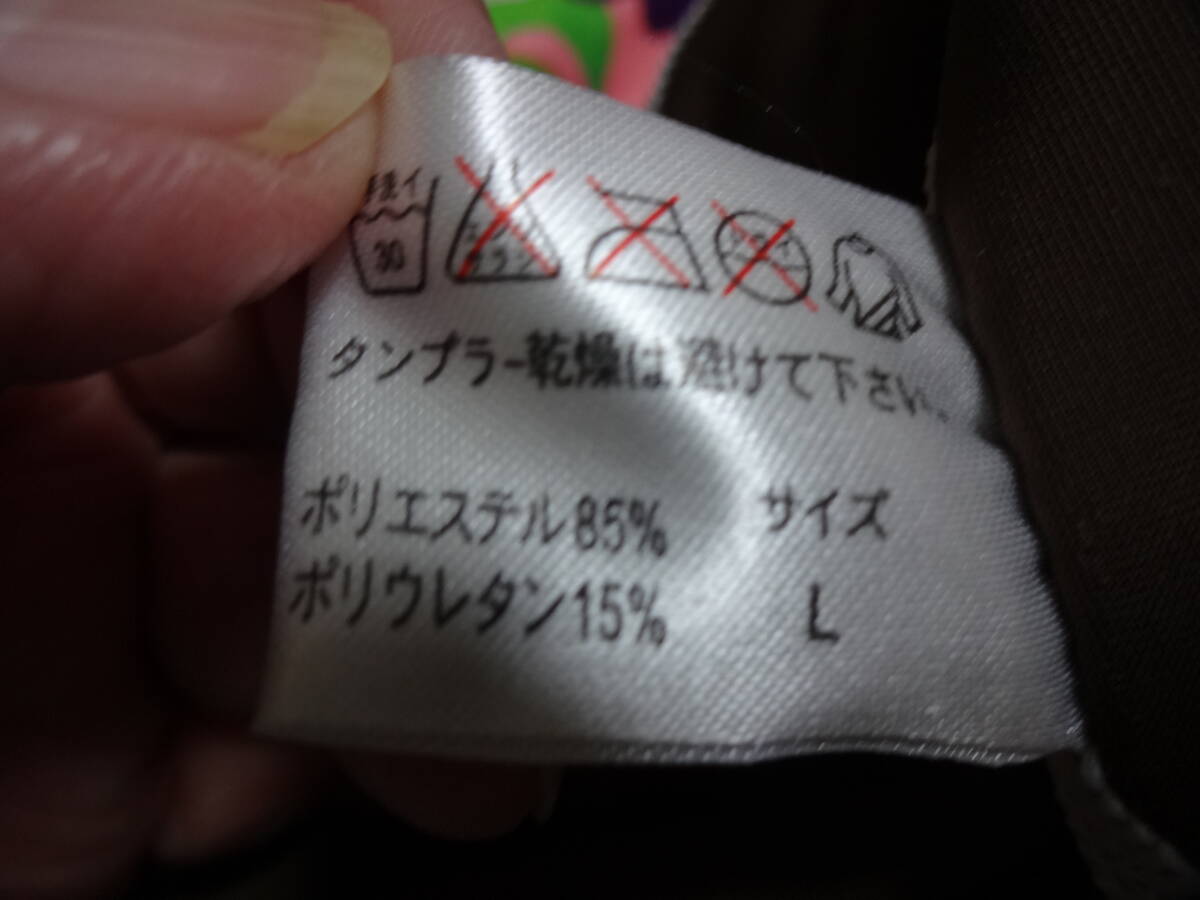 手洗イ
30
タンブラー乾燥は避けて下さい。
ポリエステル85% サイズ
ポリウレタン15% L